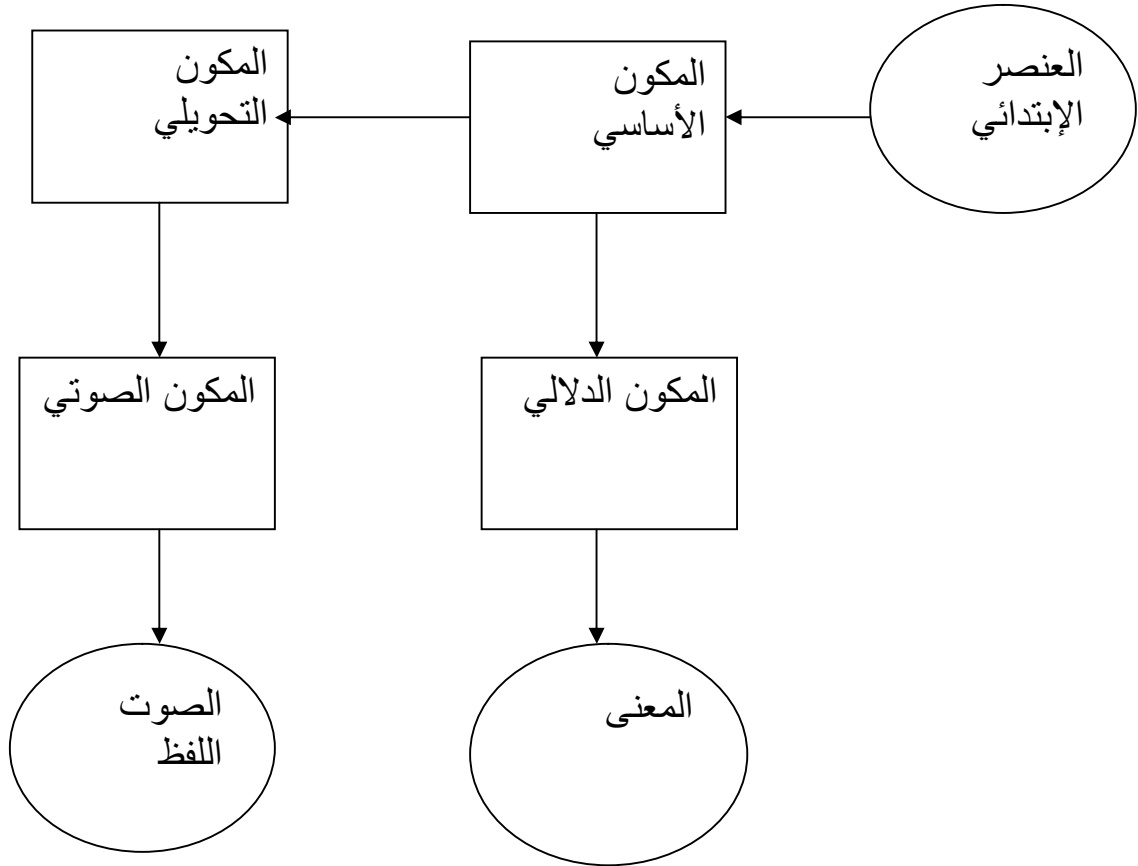 العنصر
الإبتدائي
المكون
الأساسي
المكون
التحويلي
المكون الدلالي
المكون الصوتي
المعنى
الصوت
اللفظ